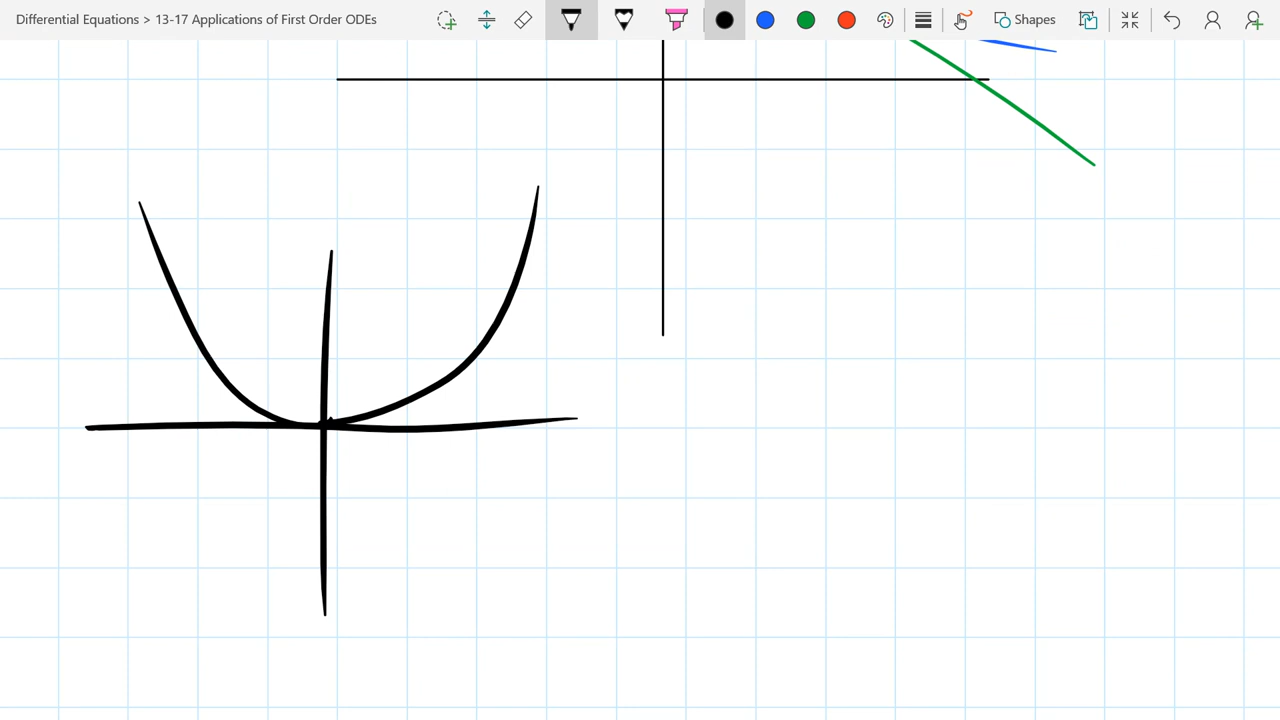 Differential Equations > 13-17 Applications of First Order ODEs
Shapes